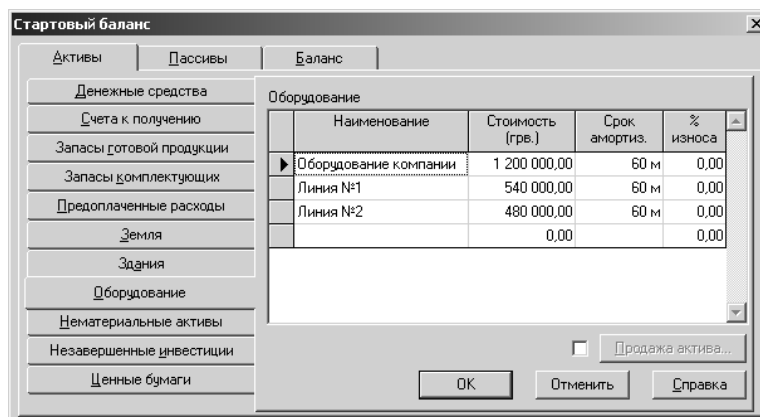 Стартовый баланс
Активы Пассивы Баланс
Денежные средства
Счета к получению
Запасы готовой продукции
Запасы комплектующих
Предоплаченные расходы
Земля
Здания
Оборудование
Нематериальные активы
Незавершенные инвестиции
Ценные бумаги
Оборудование
Наименование Стоимость (грв.) Срок амортиз. % износа
Оборудование компании 1 200 000,00 60 м 0,00
Линия №1 540 000,00 60 м 0,00
Линия №2 480 000,00 60 м 0,00
0,00 0,00
Продажа актива...
OK Отменить Справка